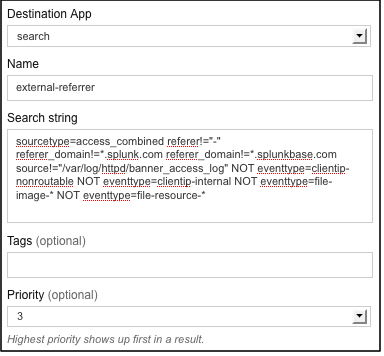 Destination App
search
Name
external-referrer
Search string
sourcetype=access_combined referer!="-"
referer_domain!=*.splunk.com referer_domain!=*.splunkbase.com
source!="/var/log/httpd/banner_access_log" NOT eventtype=clientip-
nonroutable NOT eventtype=clientip-internal NOT eventtype=file-
image-* NOT eventtype=file-resource-*
Tags (optional)
Priority (optional)
3
Highest priority shows up first in a result.